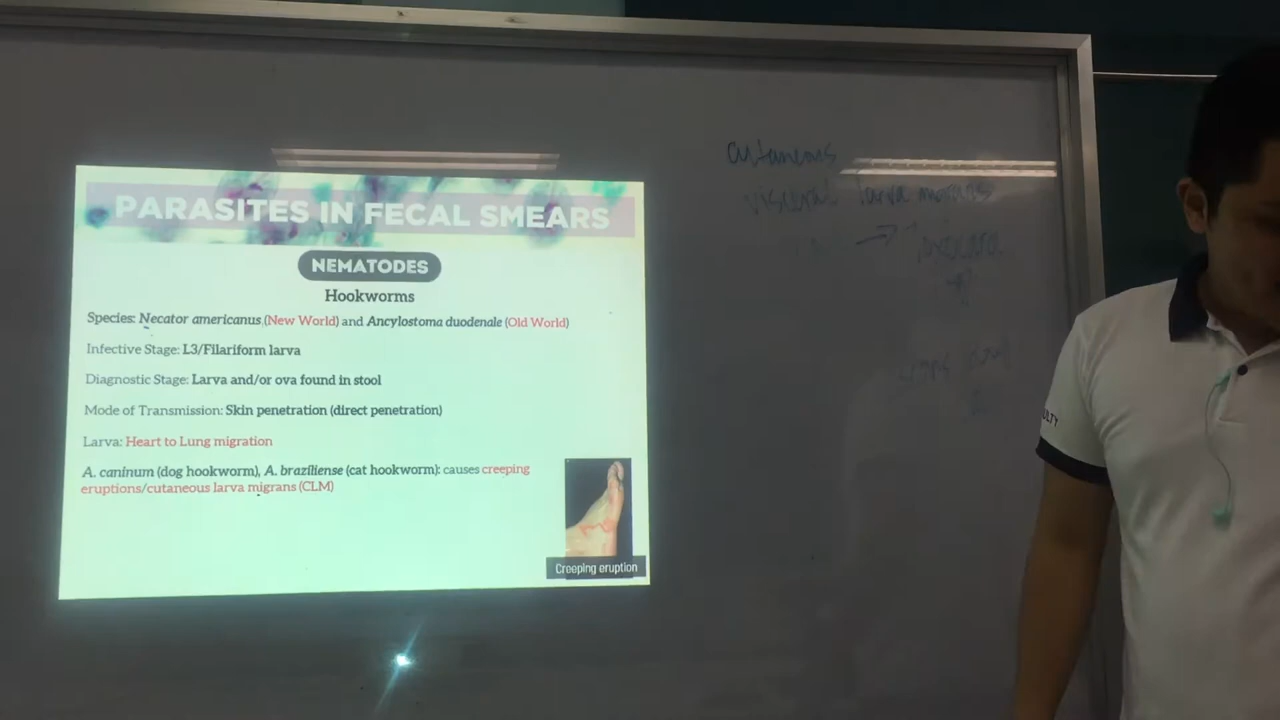 PARASITES IN FECAL SMEARS
NEMATODES
Hookworms
Species: Necator americanus (New World) and Ancylostoma duodenale (Old World)
Infective Stage: L3/Filariform larva
Diagnostic Stage: Larva and/or ova found in stool
Mode of Transmission: Skin penetration (direct penetration)
Larva: Heart to Lung migration
A. caninum (dog hookworm), A. braziliense (cat hookworm): causes creeping
eruptions/cutaneous larva migrans (CLM)
Creeping eruption
cutaneous
visceral larva
ULTY